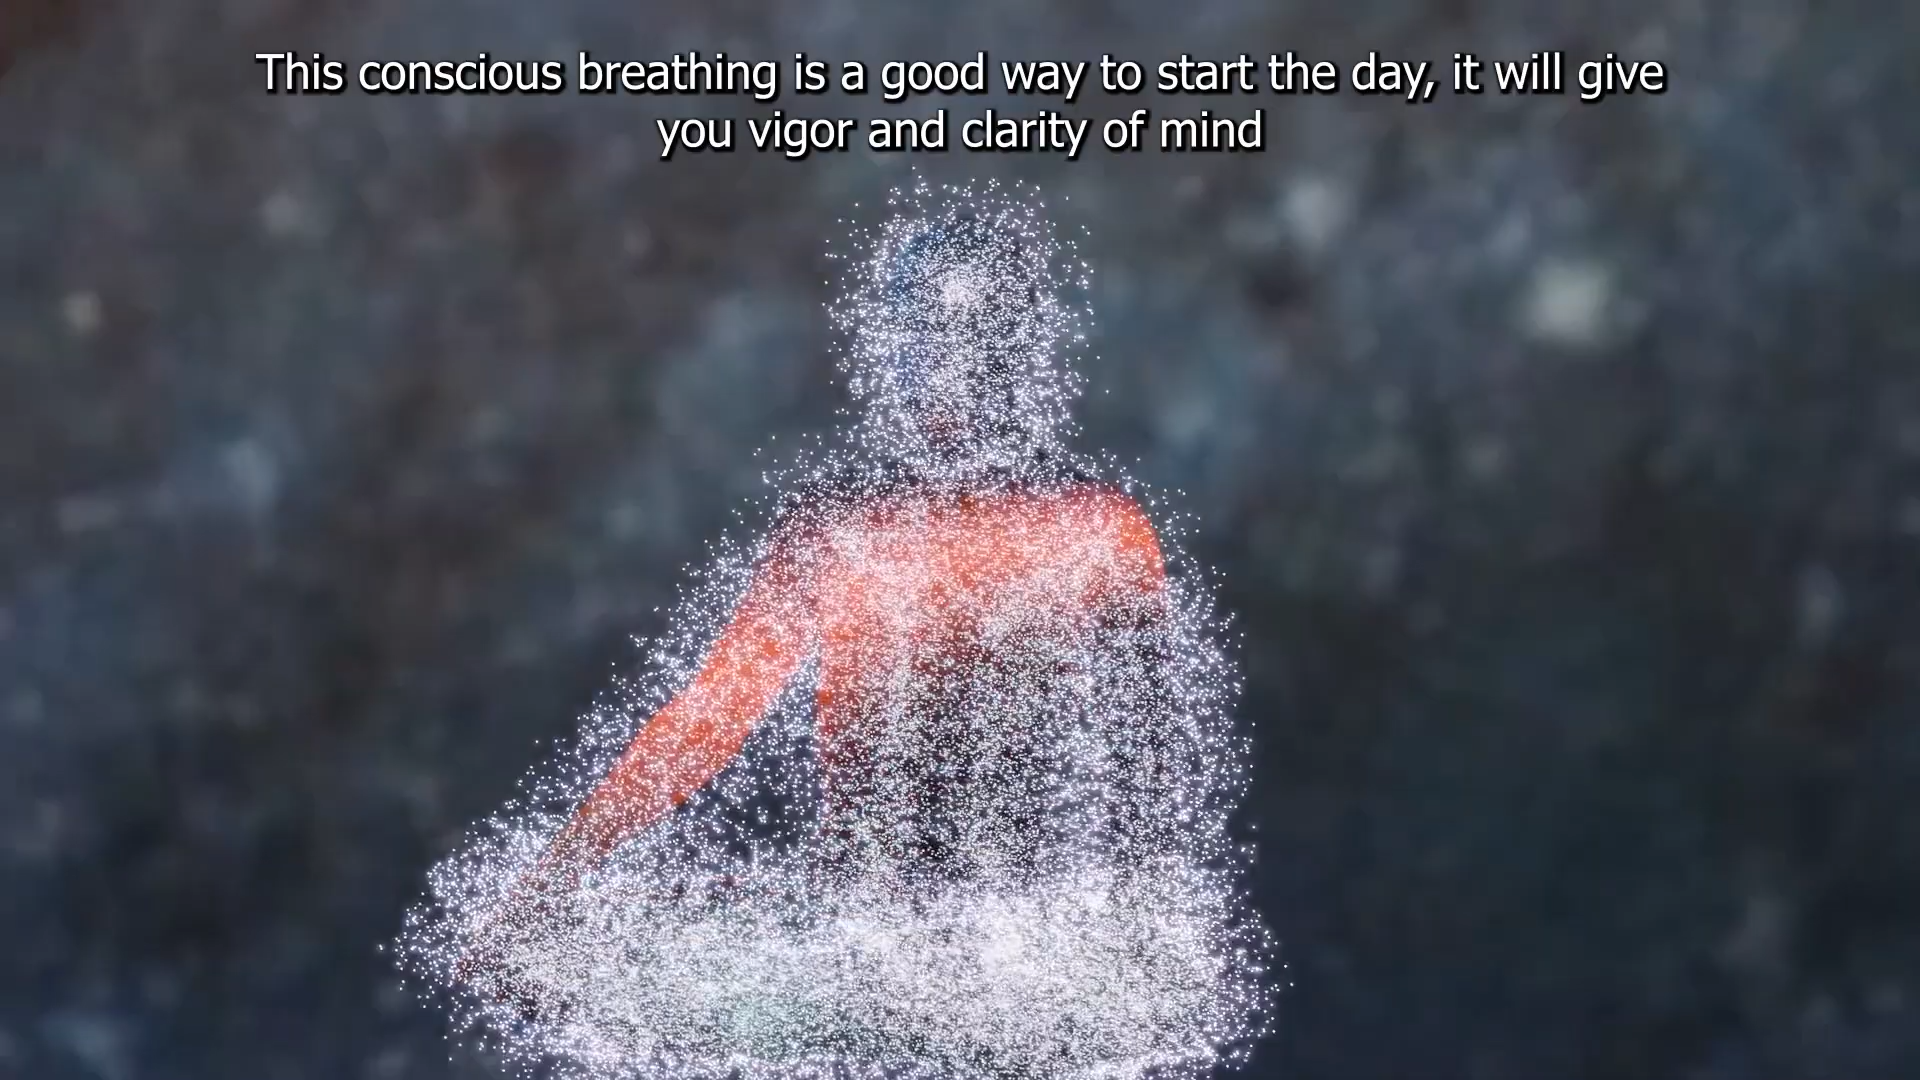 This conscious breathing is a good way to start the day, it will give
you vigor and clarity of mind